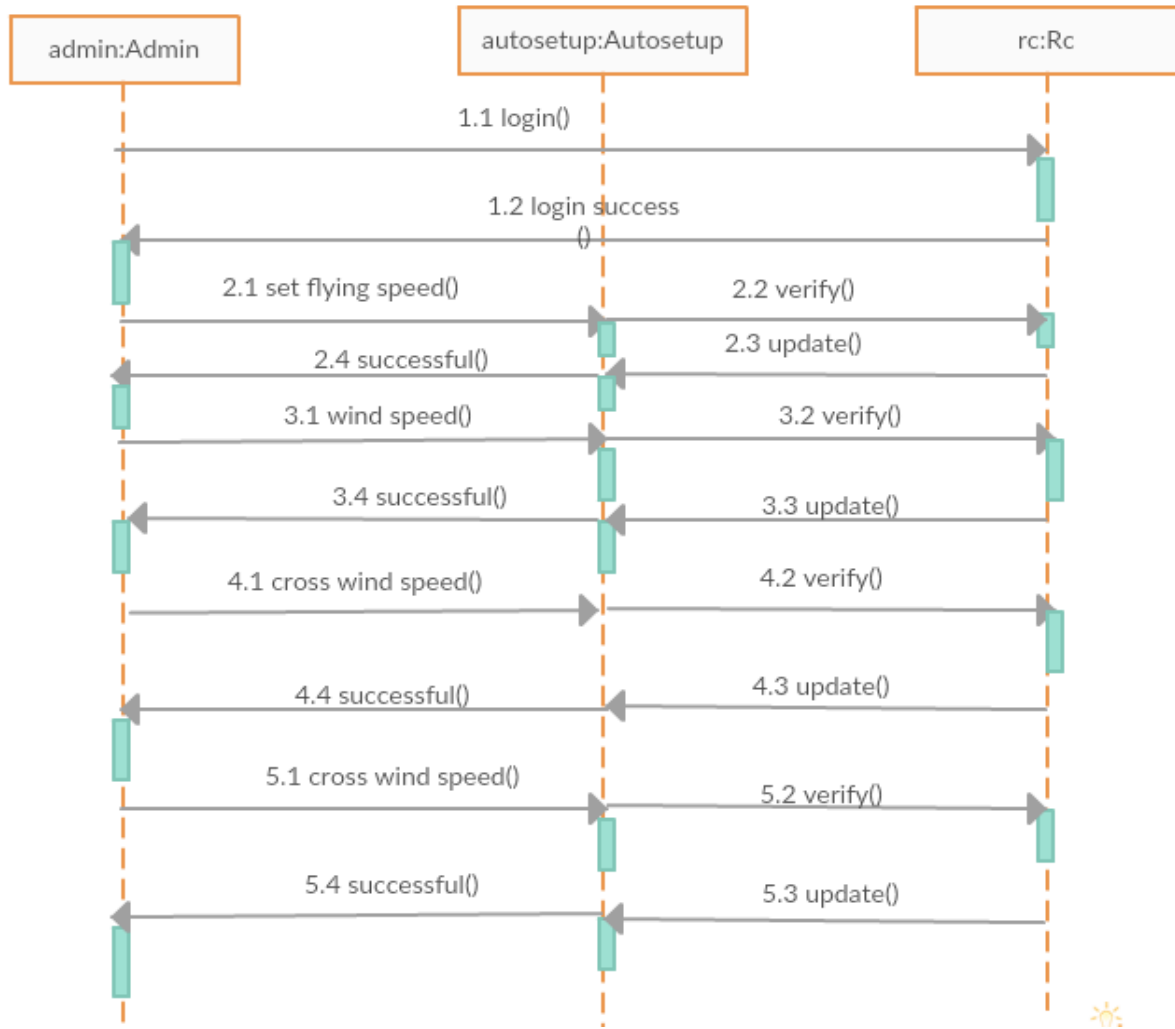 admin:Admin
autosetup:Autosetup
rc:Rc
1.1 login()
1.2 login success
()
2.1 set flying speed()
2.2 verify()
2.3 update()
2.4 successful()
3.1 wind speed()
3.2 verify()
3.4 successful()
3.3 update()
4.1 cross wind speed()
4.2 verify()
4.4 successful()
4.3 update()
5.1 cross wind speed()
5.2 verify()
5.4 successful()
5.3 update()